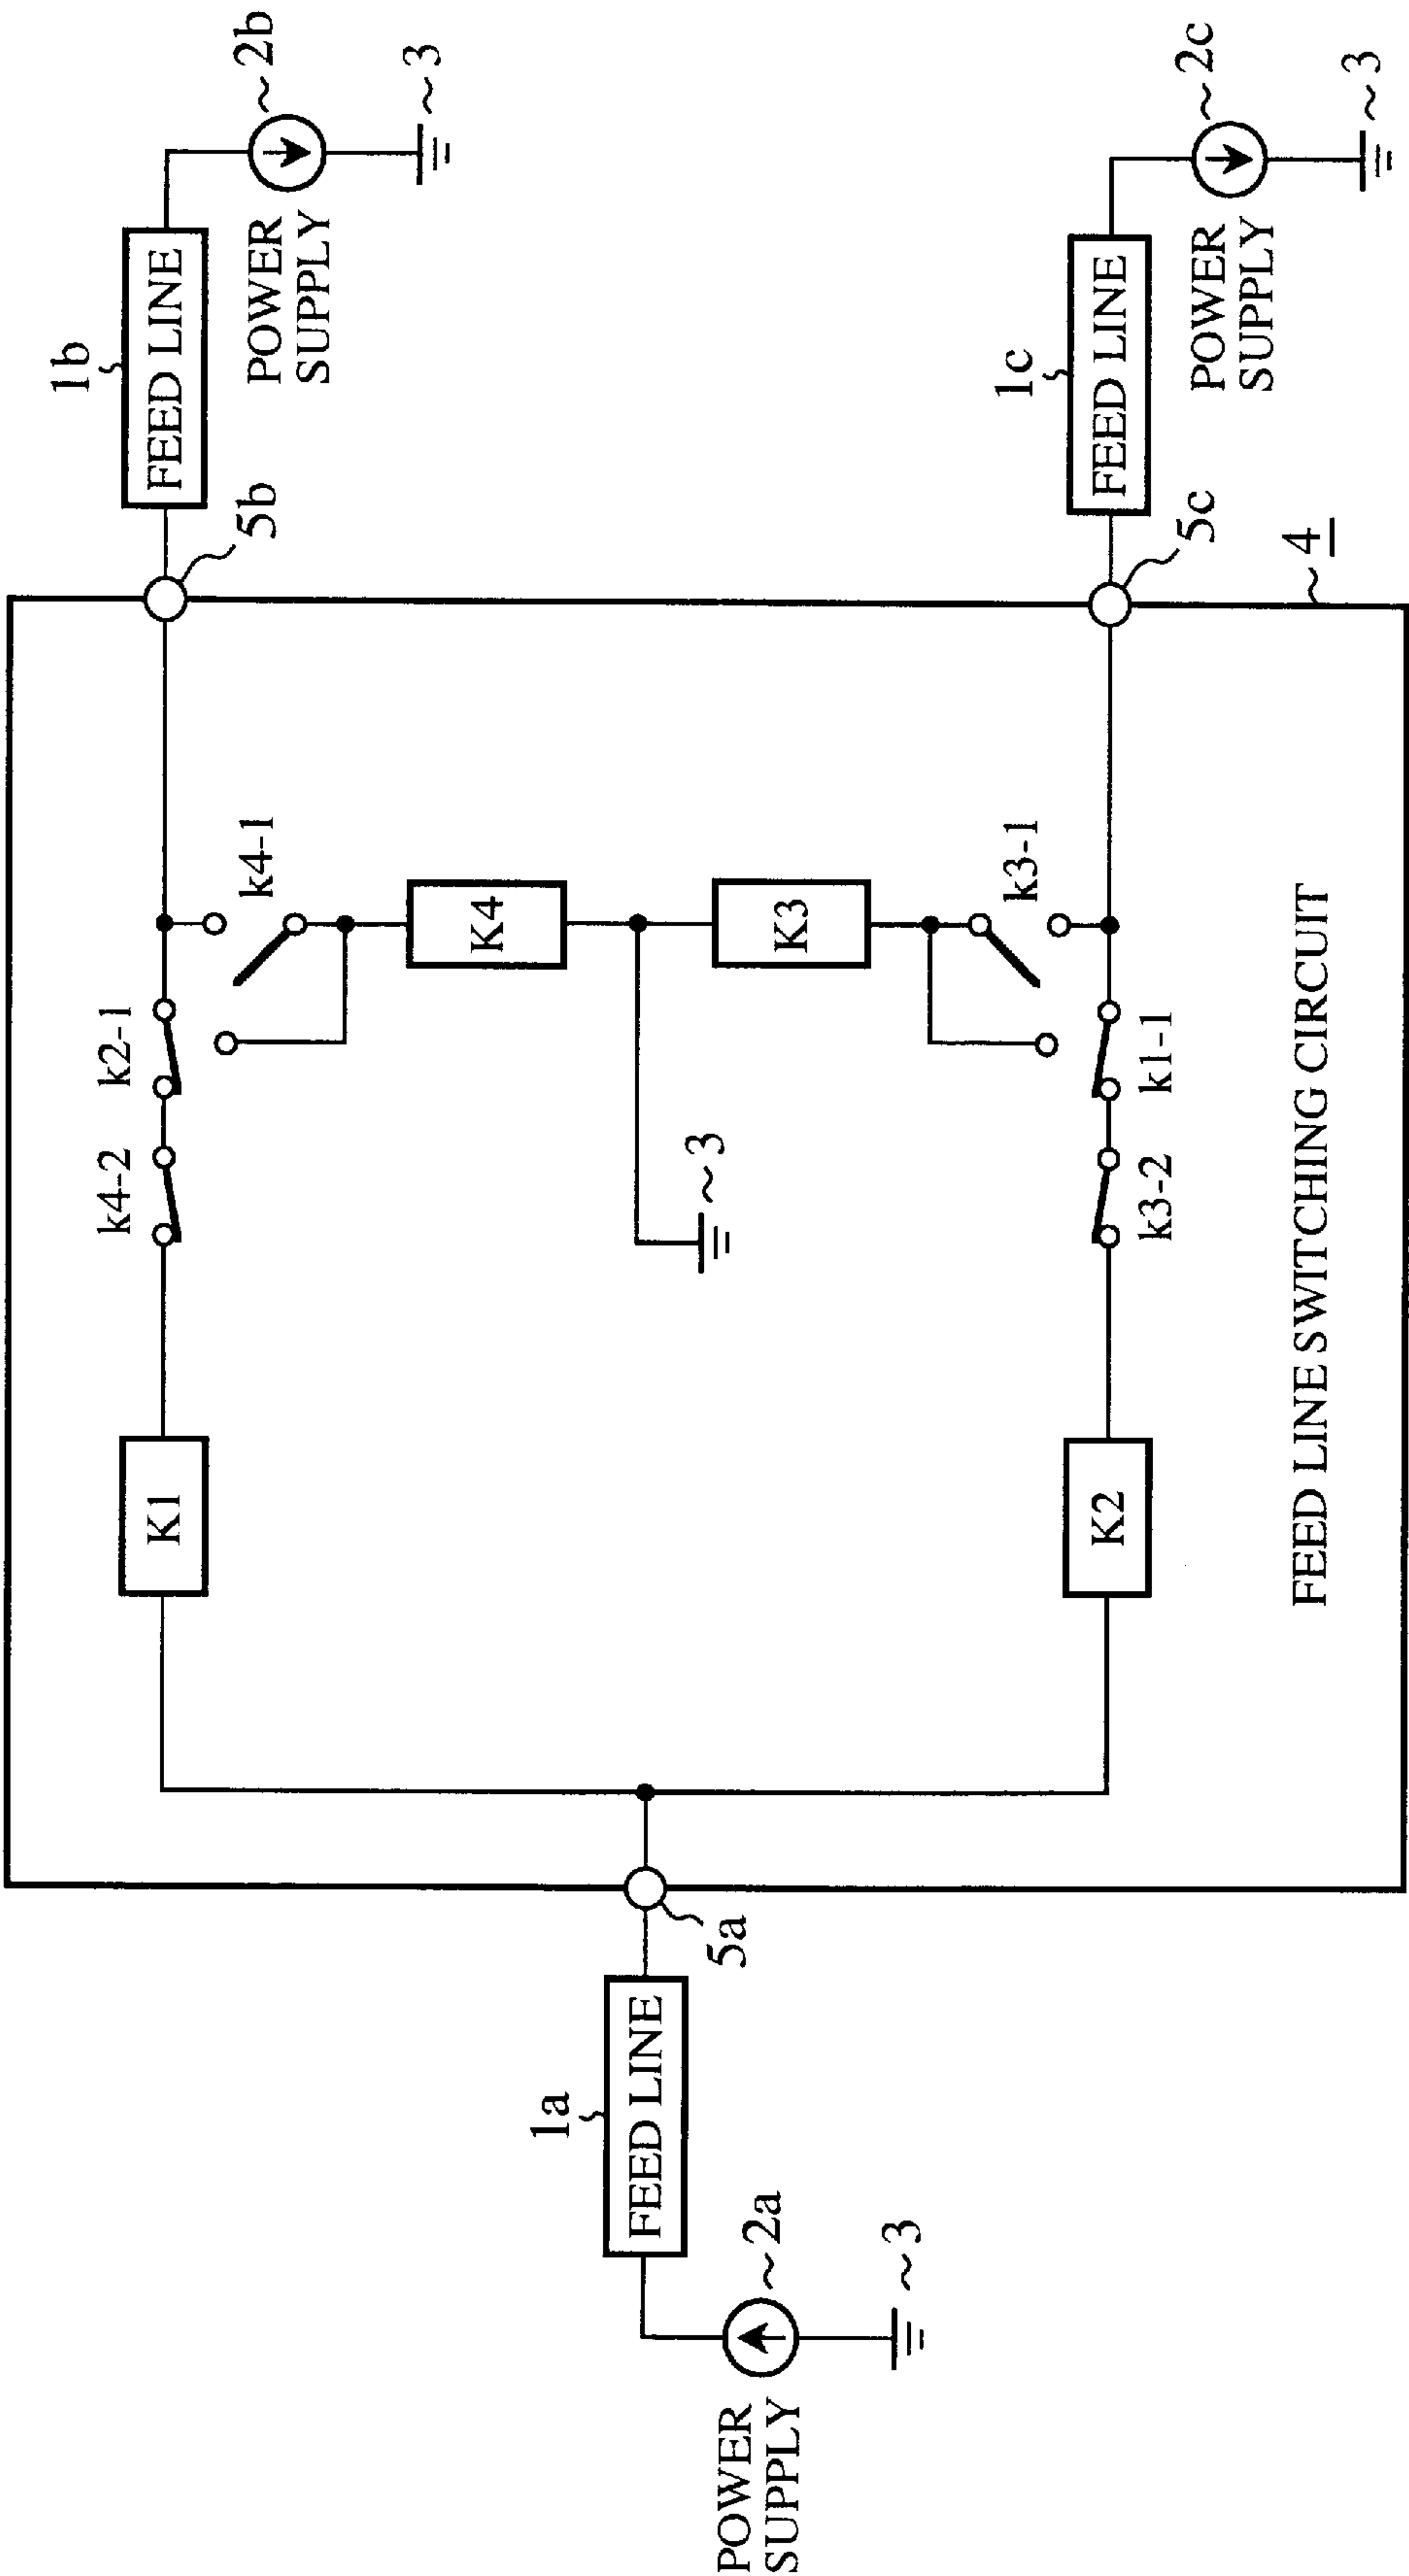 1b
FEED LINE
2b
POWER
SUPPLY
3
5b
k4-2
k2-1
k4-1
K1
K4
1a
FEED LINE
5a
2a
POWER
SUPPLY
3
3
K3
k3-1
K2
k3-2
k1-1
1c
FEED LINE
5c
2c
POWER
SUPPLY
3
FEED LINE SWITCHING CIRCUIT
4